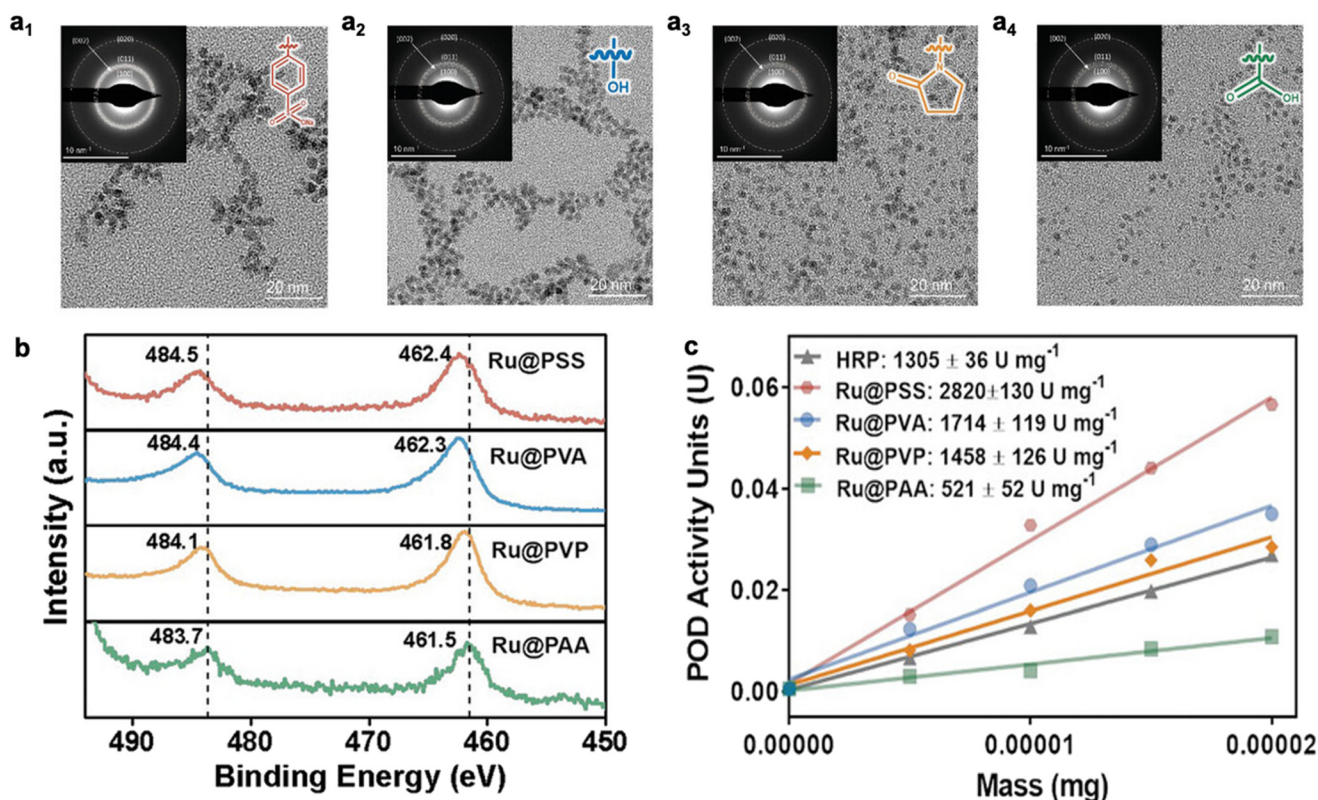 a1
a2
a3
a4
(002)
(020)
(011)
(100)
10 nm-1
20 nm
O
O
ONa
(002)
(020)
(011)
(100)
10 nm-1
20 nm
OH
(002)
(020)
(011)
(100)
10 nm-1
20 nm
O
N
(002)
(020)
(011)
(100)
10 nm-1
20 nm
O
OH
b
484.5
462.4
Ru@PSS
484.4
462.3
Ru@PVA
484.1
461.8
Ru@PVP
483.7
461.5
Ru@PAA
Intensity (a.u.)
490
480
470
460
450
Binding Energy (eV)
c
HRP: 1305 ± 36 U mg-1
Ru@PSS: 2820±130 U mg-1
Ru@PVA: 1714 ± 119 U mg-1
Ru@PVP: 1458 ± 126 U mg-1
Ru@PAA: 521 ± 52 U mg-1
POD Activity Units (U)
0.06
0.04
0.02
0.00
0.00000
0.00001
0.00002
Mass (mg)